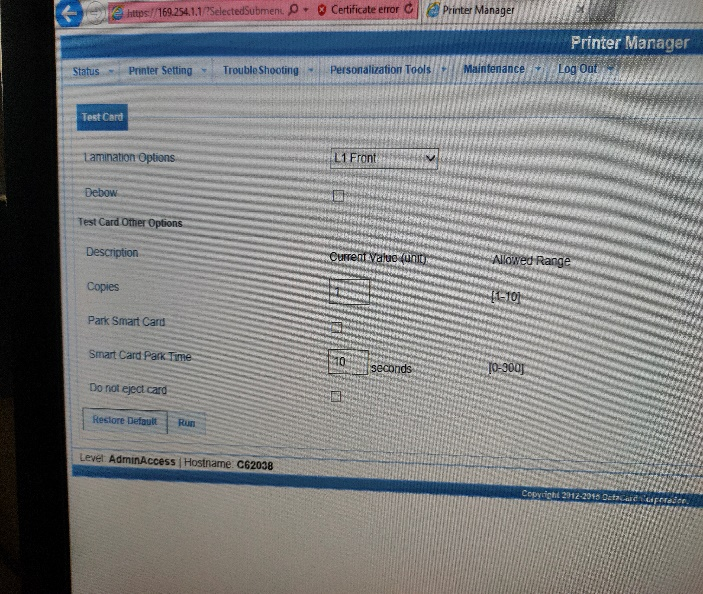 https://169.254.1.1/?SelectedSubmenu Certificate error Printer Manager
Printer Manager
Status Printer Setting TroubleShooting Personalization Tools Maintenance Log Out
Test Card
Lamination Options L1 Front
Debow
Test Card Other Options
Description Current Value (unit) Allowed Range
Copies 1 [1-10]
Park Smart Card
Smart Card Park Time 10 seconds [0-300]
Do not eject card
Restore Default Run
Level: AdminAccess | Hostname: C62038
Copyright 2012-2015 DataCard Corporation.